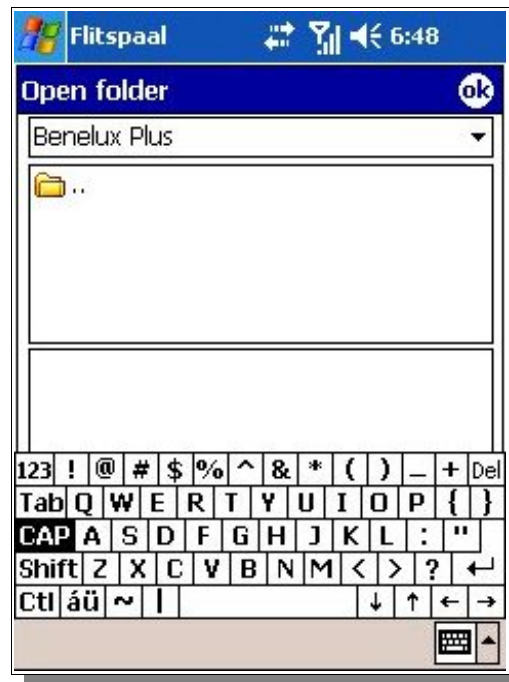 Flitspaal 6:48
Open folder ok
Benelux Plus
..
123 ! @ # $ % ^ & * ( ) _ + Del
Tab Q W E R T Y U I O P { }
CAP A S D F G H J K L : "
Shift Z X C V B N M < > ? ↵
Ctl áü ~ | ↓ ↑ ← →